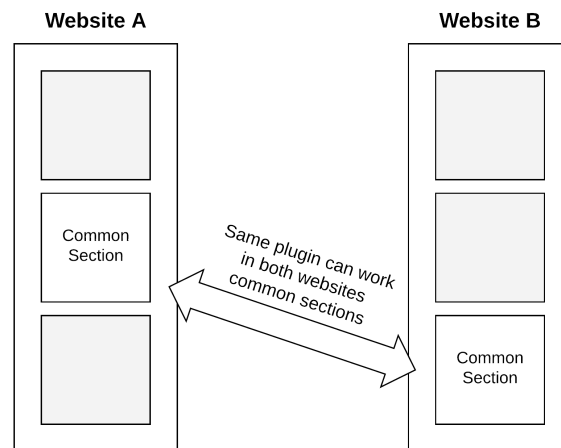 Website A
Website B
Common
Section
Same plugin can work
in both websites
common sections
Common
Section